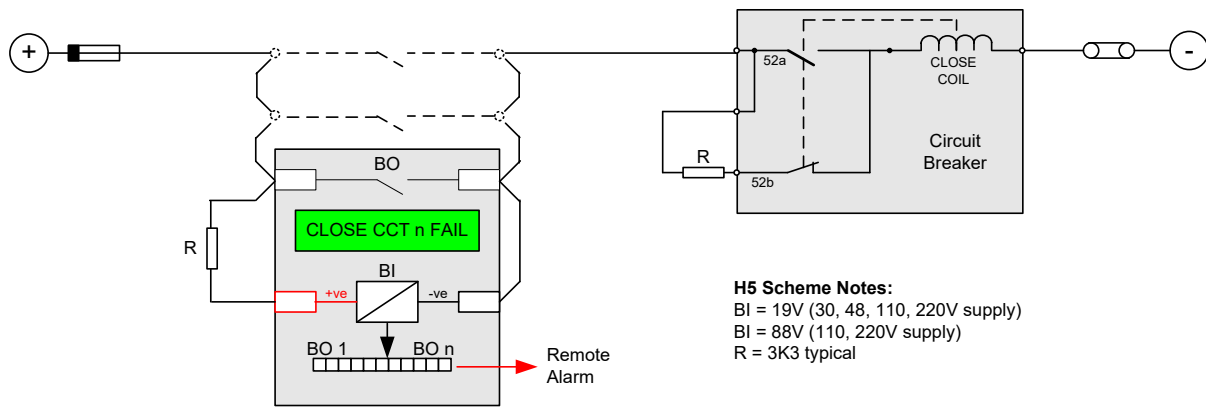 +
-
52a
CLOSE
COIL
Circuit
Breaker
R
52b
BO
CLOSE CCT n FAIL
R
BI
+ve
-ve
BO 1
BO n
Remote
Alarm
H5 Scheme Notes:
BI = 19V (30, 48, 110, 220V supply)
BI = 88V (110, 220V supply)
R = 3K3 typical